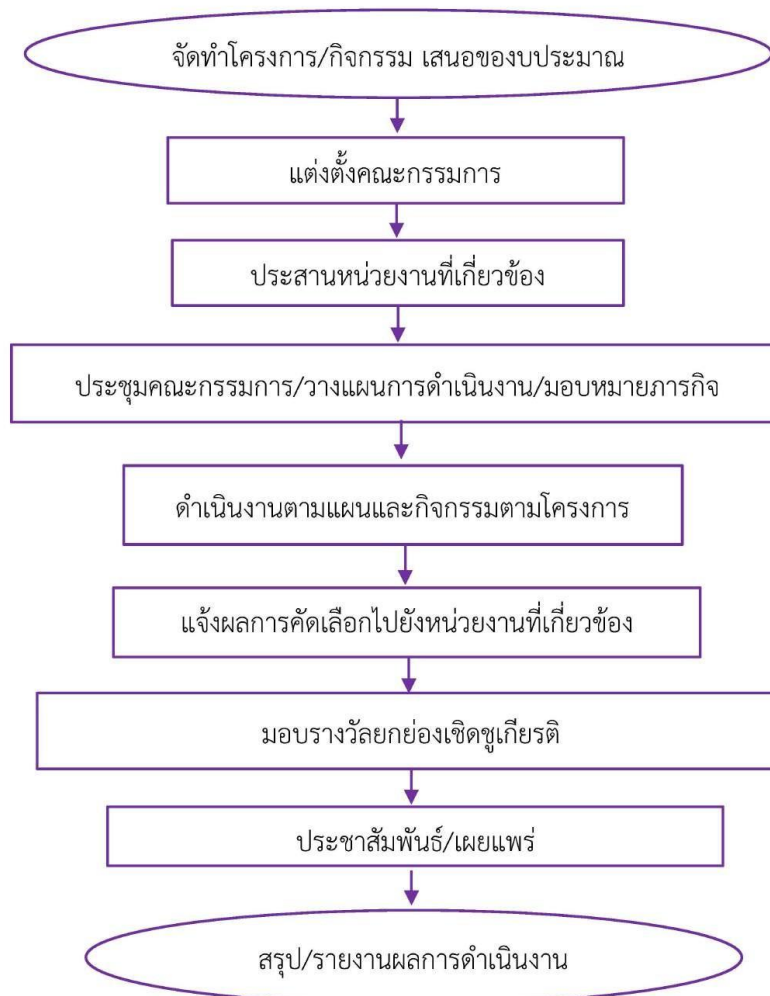 จัดทำโครงการ/กิจกรรม เสนอของบประมาณ
แต่งตั้งคณะกรรมการ
ประสานหน่วยงานที่เกี่ยวข้อง
ประชุมคณะกรรมการ/วางแผนการดำเนินงาน/มอบหมายภารกิจ
ดำเนินงานตามแผนและกิจกรรมตามโครงการ
แจ้งผลการคัดเลือกไปยังหน่วยงานที่เกี่ยวข้อง
มอบรางวัลยกย่องเชิดชูเกียรติ
ประชาสัมพันธ์/เผยแพร่
สรุป/รายงานผลการดำเนินงาน